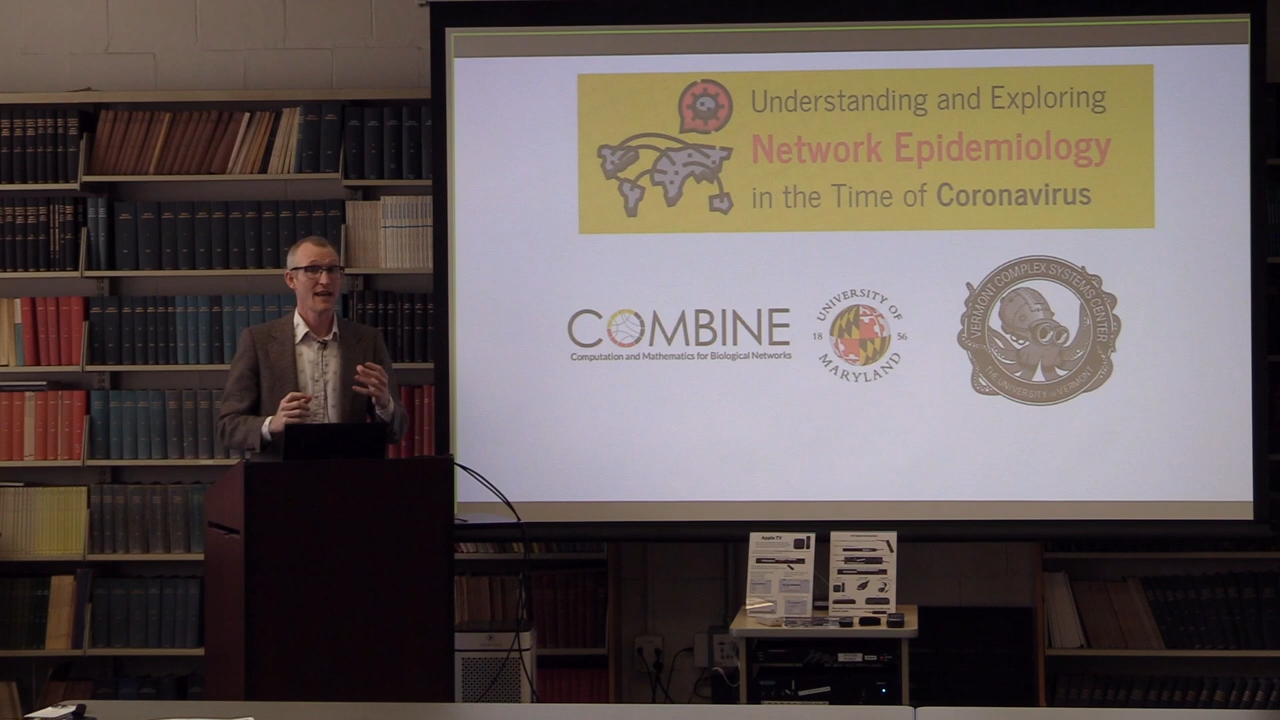 Understanding and Exploring
Network Epidemiology
in the Time of Coronavirus
COMBINE
Computation and Mathematics for Biological Networks
UNIVERSITY OF
18 56
MARYLAND
VERMONT COMPLEX SYSTEMS CENTER
THE UNIVERSITY OF VERMONT
Apple TV